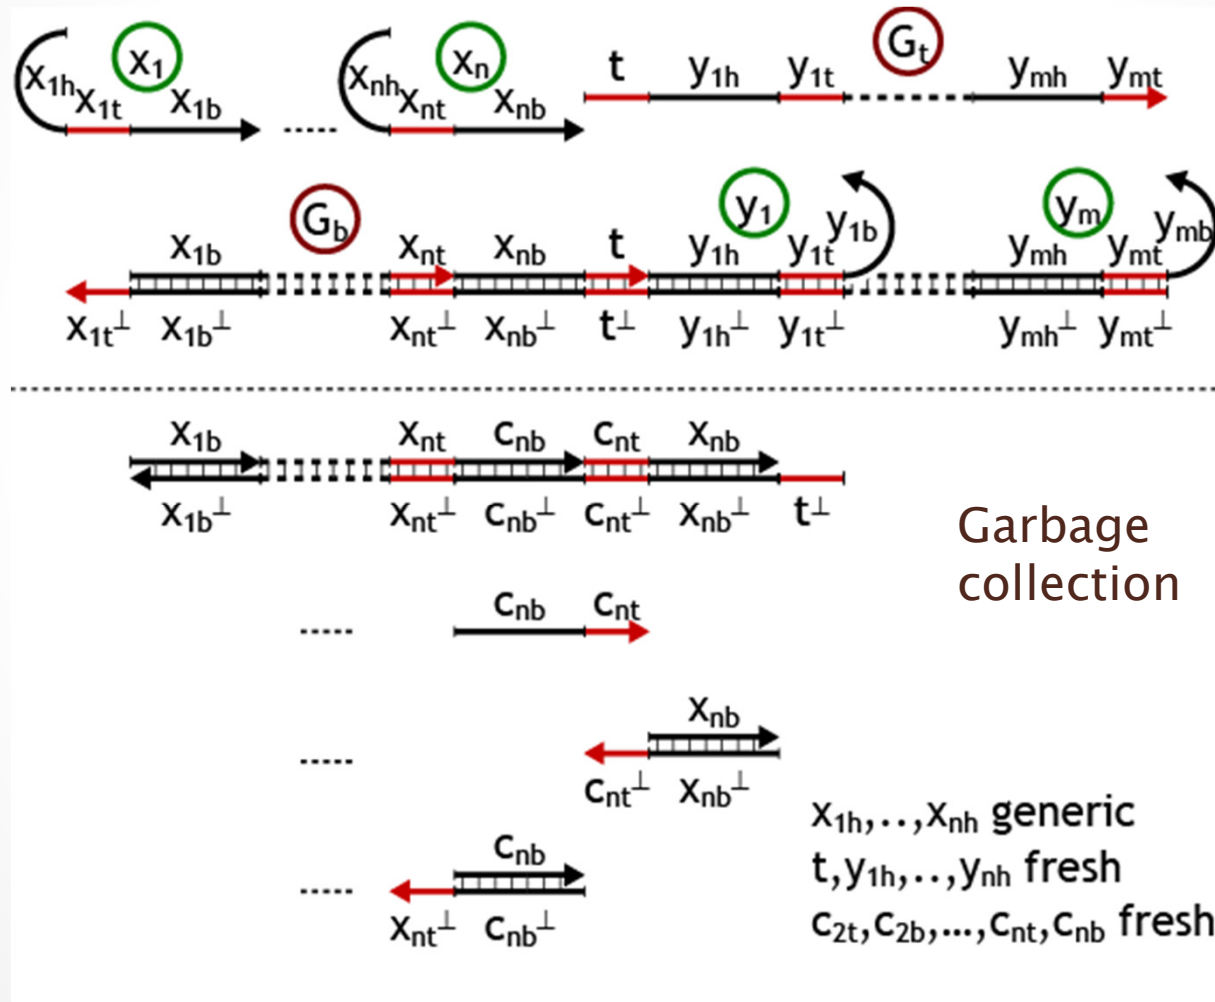 x₁ xₙ Gₜ
x₁ₕ x₁ₜ x₁b ..... xₙₕ xₙₜ xₙb t y₁ₕ y₁ₜ yₘₕ yₘₜ
G_b y₁ yₘ
x₁b xₙₜ xₙb t y₁ₕ y₁ₜ y₁b yₘₕ yₘₜ yₘb
x₁ₜ⊥ x₁b⊥ xₙₜ⊥ xₙb⊥ t⊥ y₁ₕ⊥ y₁ₜ⊥ yₘₕ⊥ yₘₜ⊥
x₁b xₙₜ cₙb cₙₜ xₙb
x₁b⊥ xₙₜ⊥ cₙb⊥ cₙₜ⊥ xₙb⊥ t⊥
Garbage
collection
cₙb cₙₜ
.....
xₙb
.....
cₙₜ⊥ xₙb⊥
cₙb
.....
xₙₜ⊥ cₙb⊥
x₁ₕ,..,xₙₕ generic
t,y₁ₕ,..,yₙₕ fresh
c₂ₜ,c₂b,...,cₙₜ,cₙb fresh